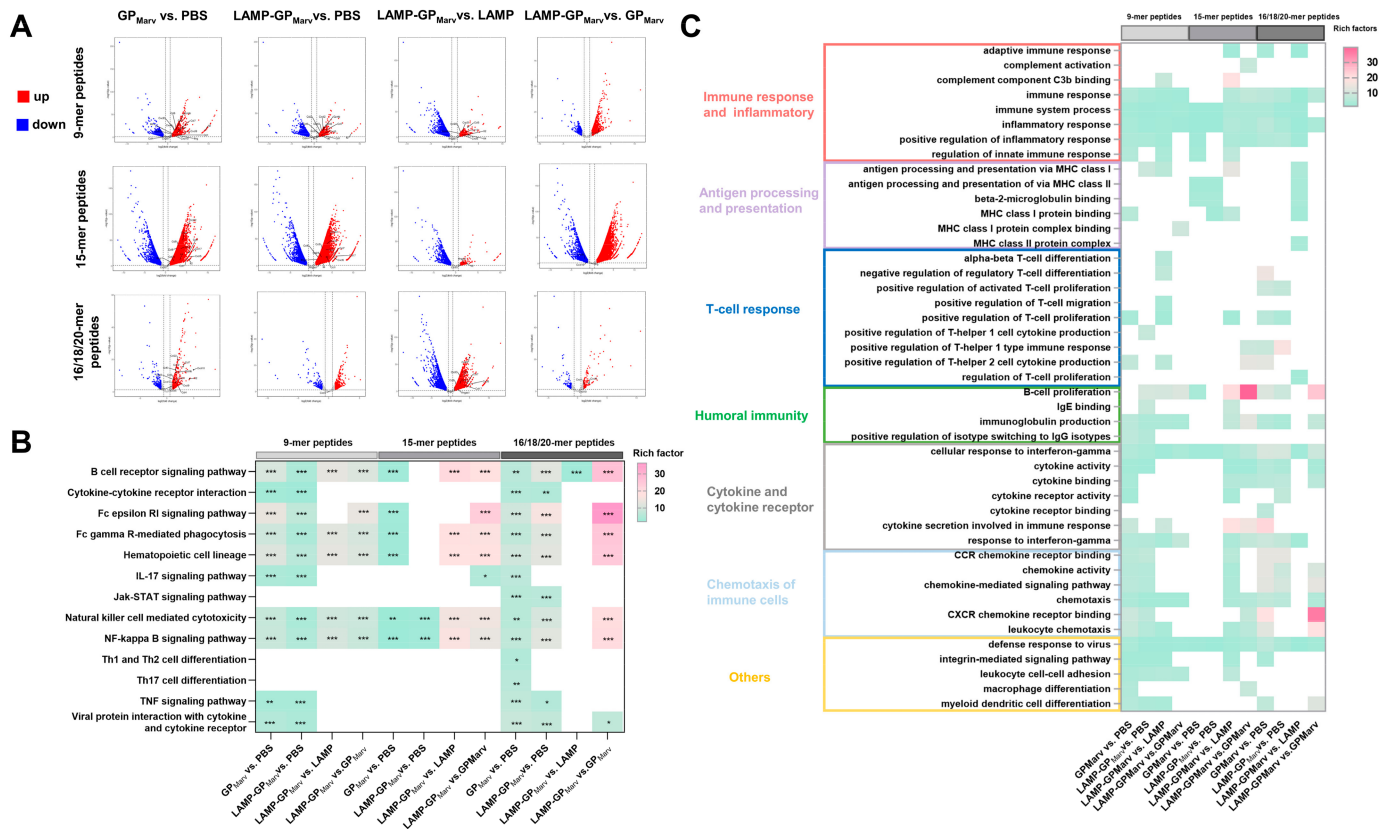 A
GPMarv vs. PBS
LAMP-GPMarv vs. PBS
LAMP-GPMarv vs. LAMP
LAMP-GPMarv vs. GPMarv
up
down
9-mer peptides
15-mer peptides
16/18/20-mer
peptides
B
9-mer peptides
15-mer peptides
16/18/20-mer peptides
Rich factor
30
20
10
B cell receptor signaling pathway
Cytokine-cytokine receptor interaction
Fc epsilon RI signaling pathway
Fc gamma R-mediated phagocytosis
Hematopoietic cell lineage
IL-17 signaling pathway
Jak-STAT signaling pathway
Natural killer cell mediated cytotoxicity
NF-kappa B signaling pathway
Th1 and Th2 cell differentiation
Th17 cell differentiation
TNF signaling pathway
Viral protein interaction with cytokine
and cytokine receptor
GPMarv vs. PBS
LAMP-GPMarv vs. PBS
LAMP-GPMarv vs. LAMP
LAMP-GPMarv vs. GPMarv
GPMarv vs. PBS
LAMP-GPMarv vs. PBS
LAMP-GPMarv vs. LAMP
LAMP-GPMarv vs. GPMarv
GPMarv vs. PBS
LAMP-GPMarv vs. PBS
LAMP-GPMarv vs. LAMP
LAMP-GPMarv vs. GPMarv
C
9-mer peptides
15-mer peptides
16/18/20-mer peptides
Rich factors
30
20
10
Immune response
and inflammatory
adaptive immune response
complement activation
complement component C3b binding
immune response
immune system process
inflammatory response
positive regulation of inflammatory response
regulation of innate immune response
Antigen processing
and presentation
antigen processing and presentation via MHC class I
antigen processing and presentation of via MHC class II
beta-2-microglobulin binding
MHC class I protein binding
MHC class I protein complex binding
MHC class II protein complex
T-cell response
alpha-beta T-cell differentiation
negative regulation of regulatory T-cell differentiation
positive regulation of activated T-cell proliferation
positive regulation of T-cell migration
positive regulation of T-cell proliferation
positive regulation of T-helper 1 cell cytokine production
positive regulation of T-helper 1 type immune response
positive regulation of T-helper 2 cell cytokine production
regulation of T-cell proliferation
Humoral immunity
B-cell proliferation
IgE binding
immunoglobulin production
positive regulation of isotype switching to IgG isotypes
Cytokine and
cytokine receptor
cellular response to interferon-gamma
cytokine activity
cytokine binding
cytokine receptor activity
cytokine receptor binding
cytokine secretion involved in immune response
response to interferon-gamma
Chemotaxis of
immune cells
CCR chemokine receptor binding
chemokine activity
chemokine-mediated signaling pathway
chemotaxis
CXCR chemokine receptor binding
leukocyte chemotaxis
Others
defense response to virus
integrin-mediated signaling pathway
leukocyte cell-cell adhesion
macrophage differentiation
myeloid dendritic cell differentiation
GPMarv vs. PBS
LAMP-GPMarv vs. PBS
LAMP-GPMarv vs. LAMP
LAMP-GPMarv vs GPMarv
GPMarv vs. PBS
LAMP-GPMarv vs. PBS
LAMP-GPMarv vs. LAMP
LAMP-GPMarv vs. GPMarv
GPMarv vs. PBS
LAMP-GPMarv vs. PBS
LAMP-GPMarv vs. LAMP
LAMP-GPMarv vs. GPMarv